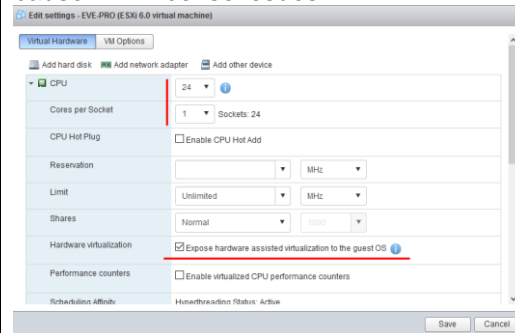 Edit settings - EVE-PRO (ESXi 6.0 virtual machine)
Virtual Hardware VM Options
Add hard disk Add network adapter Add other device
CPU 24
Cores per Socket 1 Sockets: 24
CPU Hot Plug Enable CPU Hot Add
Reservation MHz
Limit Unlimited MHz
Shares Normal 1000
Hardware virtualization Expose hardware assisted virtualization to the guest OS
Performance counters Enable virtualized CPU performance counters
Scheduling Affinity Hyperthreading Status: Active
Save Cancel